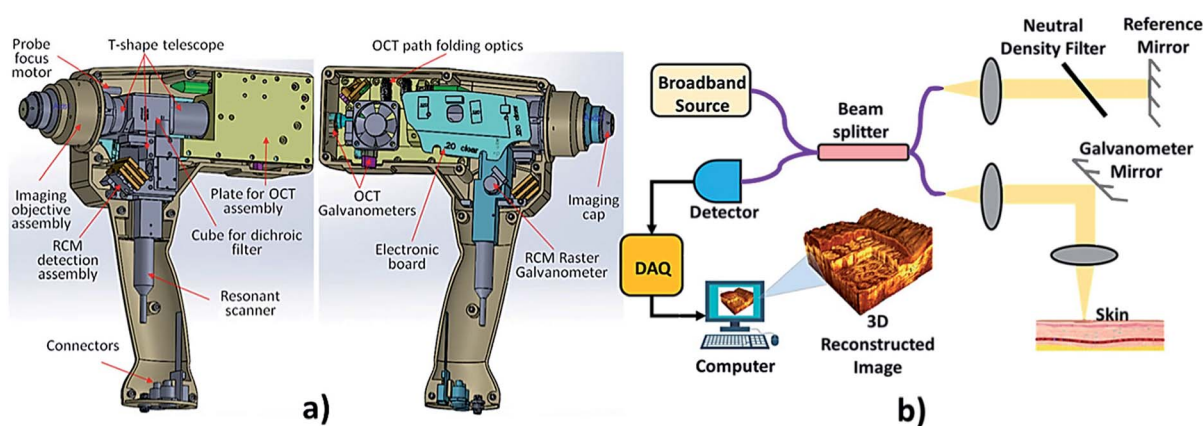 Probe
focus
motor
T-shape telescope
Imaging
objective
assembly
RCM
detection
assembly
Plate for OCT
assembly
Cube for dichroic
filter
Resonant
scanner
Connectors
a)
OCT path folding optics
20 clear
OCT
Galvanometers
Electronic
board
RCM Raster
Galvanometer
Imaging
cap
Broadband
Source
Beam
splitter
Neutral
Density Filter
Reference
Mirror
Galvanometer
Mirror
Detector
DAQ
Computer
3D
Reconstructed
Image
Skin
b)